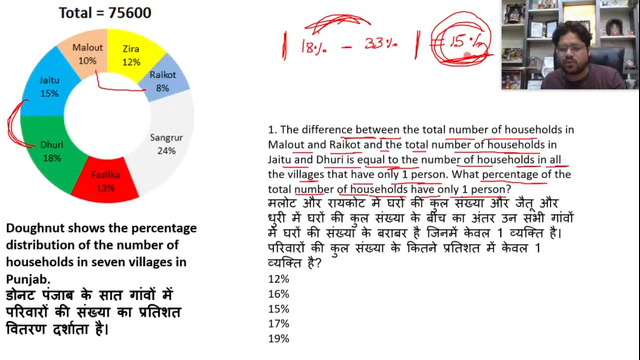 Total = 75600
Malout
10%
Zira
12%
Raikot
8%
Jaitu
15%
Dhuri
18%
Sangrur
24%
Fazilka
13%
Doughnut shows the percentage
distribution of the number of
households in seven villages in
Punjab.
डोनट पंजाब के सात गांवों में
परिवारों की संख्या का प्रतिशत
वितरण दर्शाता है।
| 18% - 33% | = 15%
1. The difference between the total number of households in
Malout and Raikot and the total number of households in
Jaitu and Dhuri is equal to the number of households in all
the villages that have only 1 person. What percentage of the
total number of households have only 1 person?
मलोट और रायकोट में घरों की कुल संख्या और जैतू और
धुरी में घरों की कुल संख्या के बीच का अंतर उन सभी गांवों
में घरों की संख्या के बराबर है जिनमें केवल 1 व्यक्ति है।
परिवारों की कुल संख्या के कितने प्रतिशत में केवल 1
व्यक्ति है?
12%
16%
15%
17%
19%